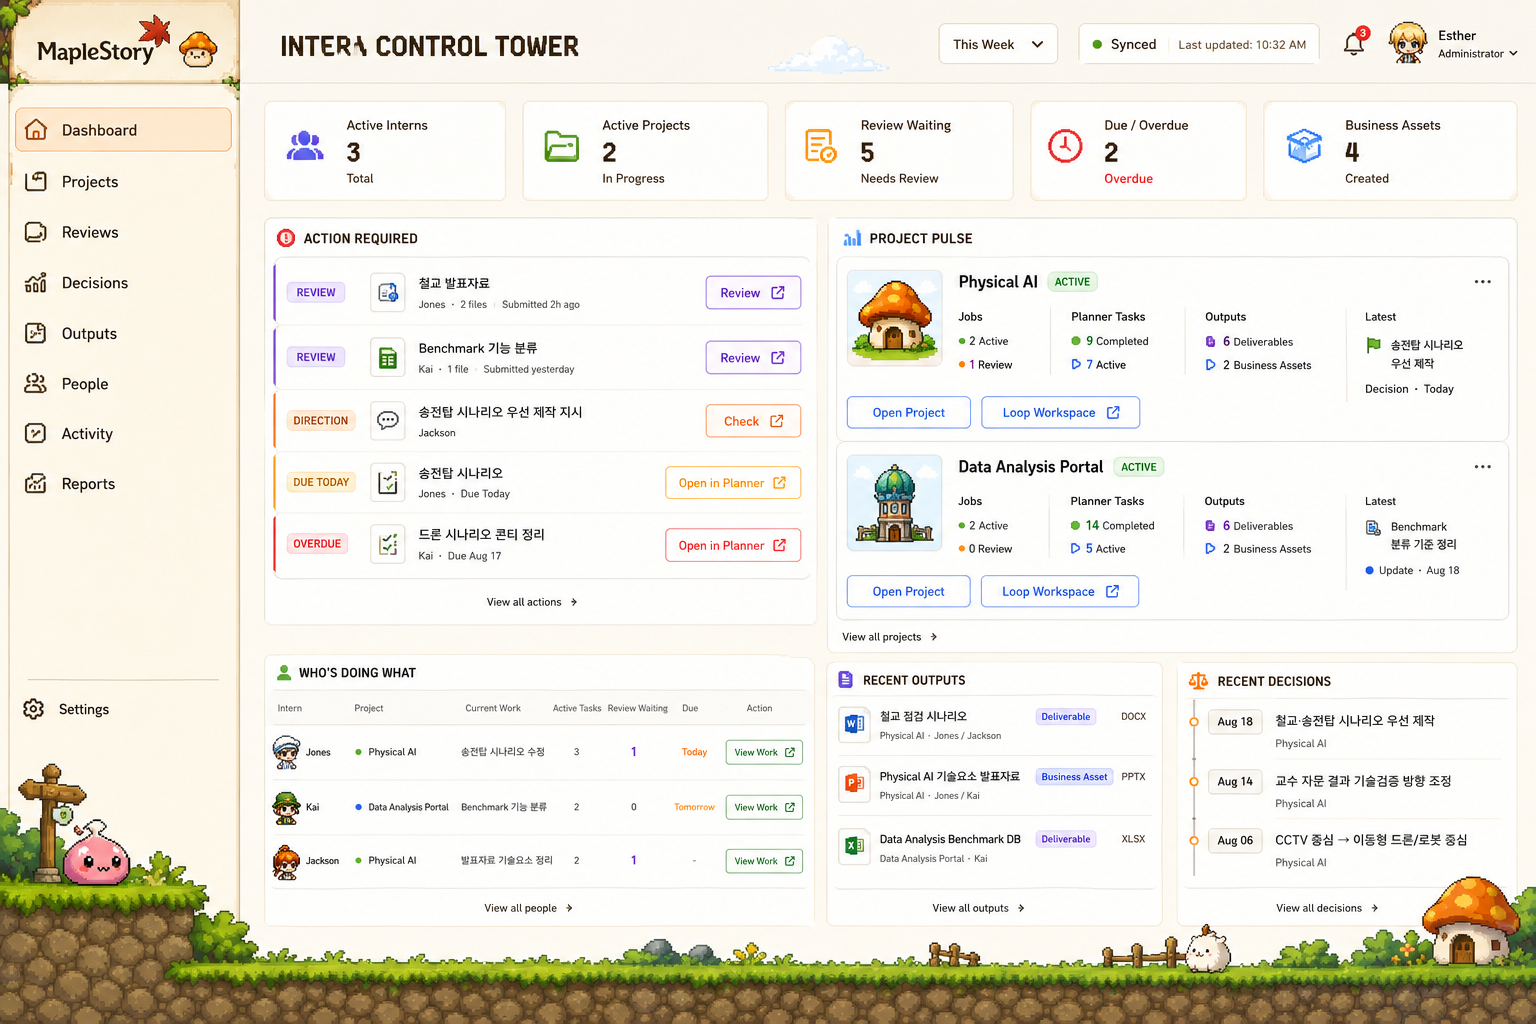 MapleStory
Dashboard
Projects
Reviews
Decisions
Outputs
People
Activity
Reports
Settings
CONTROL TOWER
This Week
Synced
Last updated: 10:32 AM
3
Esther
Administrator
Active Interns
3
Total
Active Projects
2
In Progress
Review Waiting
5
Needs Review
Due / Overdue
2
Overdue
Business Assets
4
Created
ACTION REQUIRED
REVIEW
철교 발표자료
Jones · 2 files · Submitted 2h ago
Review
REVIEW
Benchmark 기능 분류
Kai · 1 file · Submitted yesterday
Review
DIRECTION
송전탑 시나리오 우선 제작 지시
Jackson
Check
DUE TODAY
송전탑 시나리오
Jones · Due Today
Open in Planner
OVERDUE
드론 시나리오 콘티 정리
Kai · Due Aug 17
Open in Planner
View all actions →
PROJECT PULSE
Physical AI ACTIVE
Jobs
2 Active
1 Review
Planner Tasks
9 Completed
7 Active
Outputs
6 Deliverables
2 Business Assets
Latest
송전탑 시나리오
우선 제작
Decision · Today
Open Project
Loop Workspace
Data Analysis Portal ACTIVE
Jobs
2 Active
0 Review
Planner Tasks
14 Completed
5 Active
Outputs
6 Deliverables
2 Business Assets
Latest
Benchmark
분류 기준 정리
Update · Aug 18
Open Project
Loop Workspace
View all projects →
WHO'S DOING WHAT
Intern Project Current Work Active Tasks Review Waiting Due Action
Jones Physical AI 송전탑 시나리오 수정 3 1 Today View Work
Kai Data Analysis Portal Benchmark 기능 분류 2 0 Tomorrow View Work
Jackson Physical AI 발표자료 기술요소 정리 2 1 - View Work
View all people →
RECENT OUTPUTS
W
철교 점검 시나리오
Deliverable
DOCX
Physical AI · Jones / Jackson
P
Physical AI 기술요소 발표자료
Business Asset
PPTX
Physical AI · Jones / Kai
X
Data Analysis Benchmark DB
Deliverable
XLSX
Data Analysis Portal · Kai
View all outputs →
RECENT DECISIONS
Aug 18
철교·송전탑 시나리오 우선 제작
Physical AI
Aug 14
교수 자문 결과 기술검증 방향 조정
Physical AI
Aug 06
CCTV 중심 → 이동형 드론/로봇 중심
Physical AI
View all decisions →